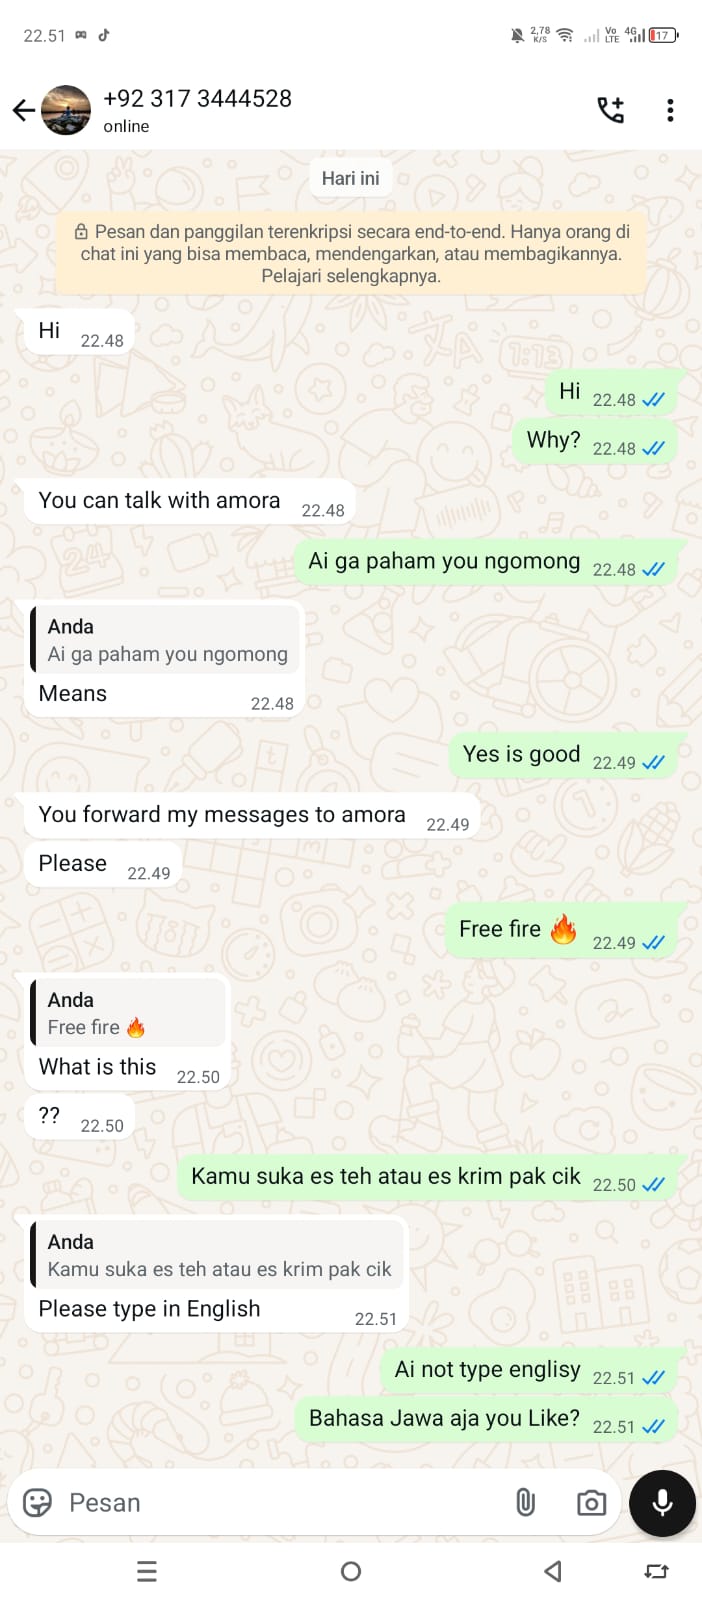 22.51
2,78 K/S Vo LTE 4G 17
+92 317 3444528
online
Hari ini
Pesan dan panggilan terenkripsi secara end-to-end. Hanya orang di
chat ini yang bisa membaca, mendengarkan, atau membagikannya.
Pelajari selengkapnya.
Hi 22.48
Hi 22.48
Why? 22.48
You can talk with amora 22.48
Ai ga paham you ngomong 22.48
Anda
Ai ga paham you ngomong
Means 22.48
Yes is good 22.49
You forward my messages to amora 22.49
Please 22.49
Free fire 🔥 22.49
Anda
Free fire 🔥
What is this 22.50
?? 22.50
Kamu suka es teh atau es krim pak cik 22.50
Anda
Kamu suka es teh atau es krim pak cik
Please type in English 22.51
Ai not type englisy 22.51
Bahasa Jawa aja you Like? 22.51
Pesan